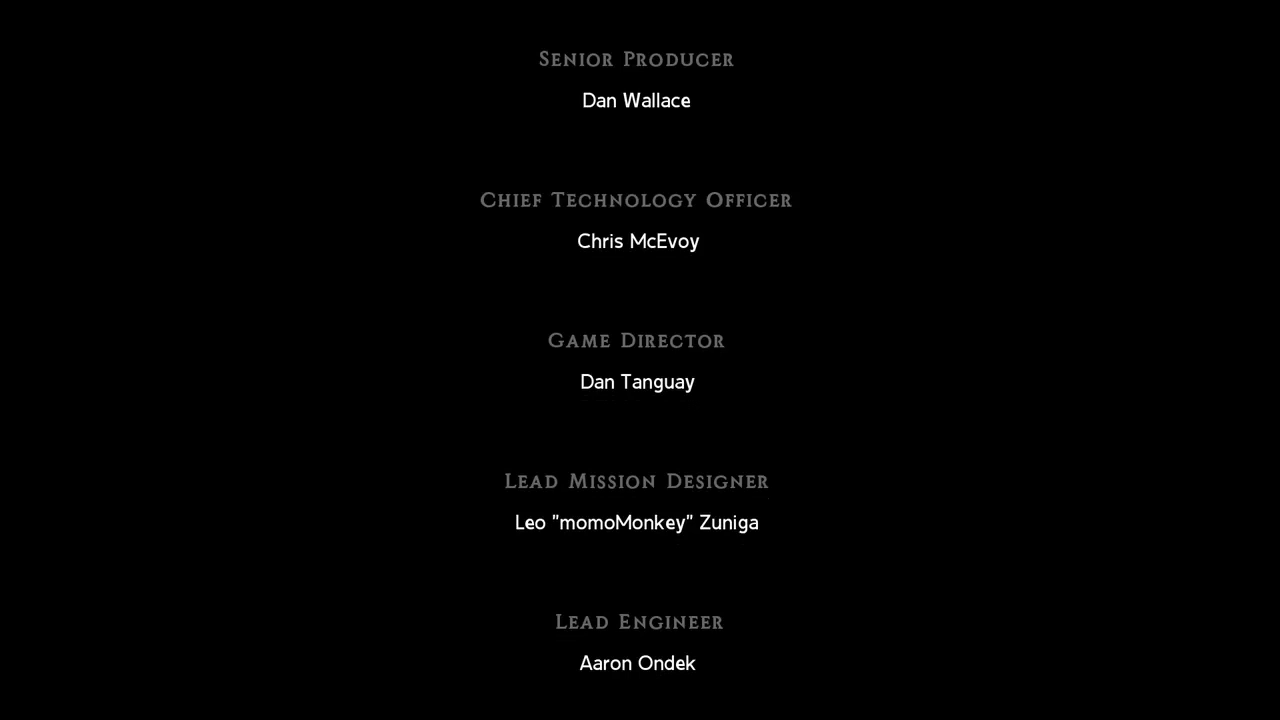 Senior Producer
Dan Wallace
Chief Technology Officer
Chris McEvoy
Game Director
Dan Tanguay
Lead Mission Designer
Leo "momoMonkey" Zuniga
Lead Engineer
Aaron Ondek